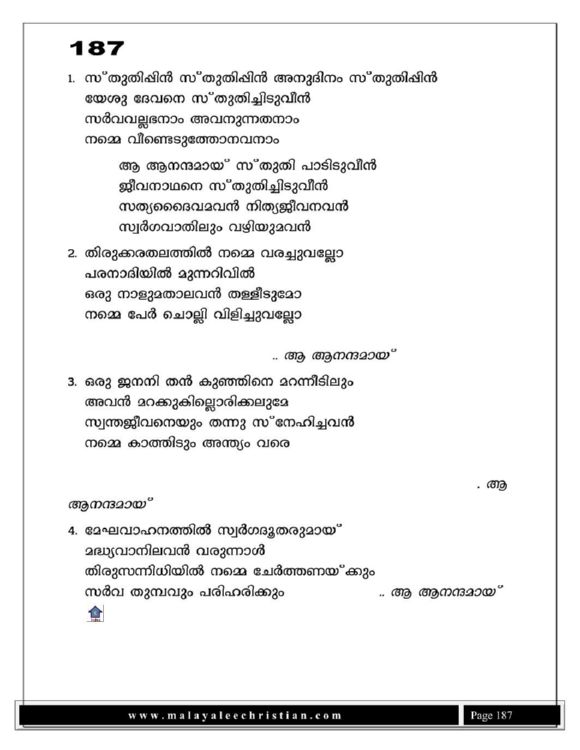 187
1. സ്തുതിപ്പിൻ സ്തുതിപ്പിൻ അനുദിനം സ്തുതിപ്പിൻ
യേശു ദേവനെ സ്തുതിച്ചിടുവീൻ
സർവവല്ലഭനാം അവനുന്നതനാം
നമ്മെ വീണ്ടെടുത്തോനവനാം
ആ ആനന്ദമായ് സ്തുതി പാടിടുവീൻ
ജീവനാഥനെ സ്തുതിച്ചിടുവീൻ
സത്യദൈവമവൻ നിത്യജീവനവൻ
സ്വർഗവാതിലും വഴിയുമവൻ
2. തിരുക്കരതലത്തിൽ നമ്മെ വരച്ചുവല്ലോ
പരനാദിയിൽ മുന്നറിവിൽ
ഒരു നാളുമതാലവൻ തള്ളീടുമോ
നമ്മെ പേർ ചൊല്ലി വിളിച്ചുവല്ലോ
.. ആ ആനന്ദമായ്
3. ഒരു ജനനി തൻ കുഞ്ഞിനെ മറന്നീടിലും
അവൻ മറക്കുകില്ലൊരിക്കലുമേ
സ്വന്തജീവനെയും തന്നു സ്നേഹിച്ചവൻ
നമ്മെ കാത്തിടും അന്ത്യം വരെ
. ആ
ആനന്ദമായ്
4. മേഘവാഹനത്തിൽ സ്വർഗദൂതരുമായ്
മദ്ധ്യവാനിലവൻ വരുന്നാൾ
തിരുസന്നിധിയിൽ നമ്മെ ചേർത്തണയ്ക്കും
സർവ തുമ്പവും പരിഹരിക്കും .. ആ ആനന്ദമായ്
www.malayaleechristian.com Page 187